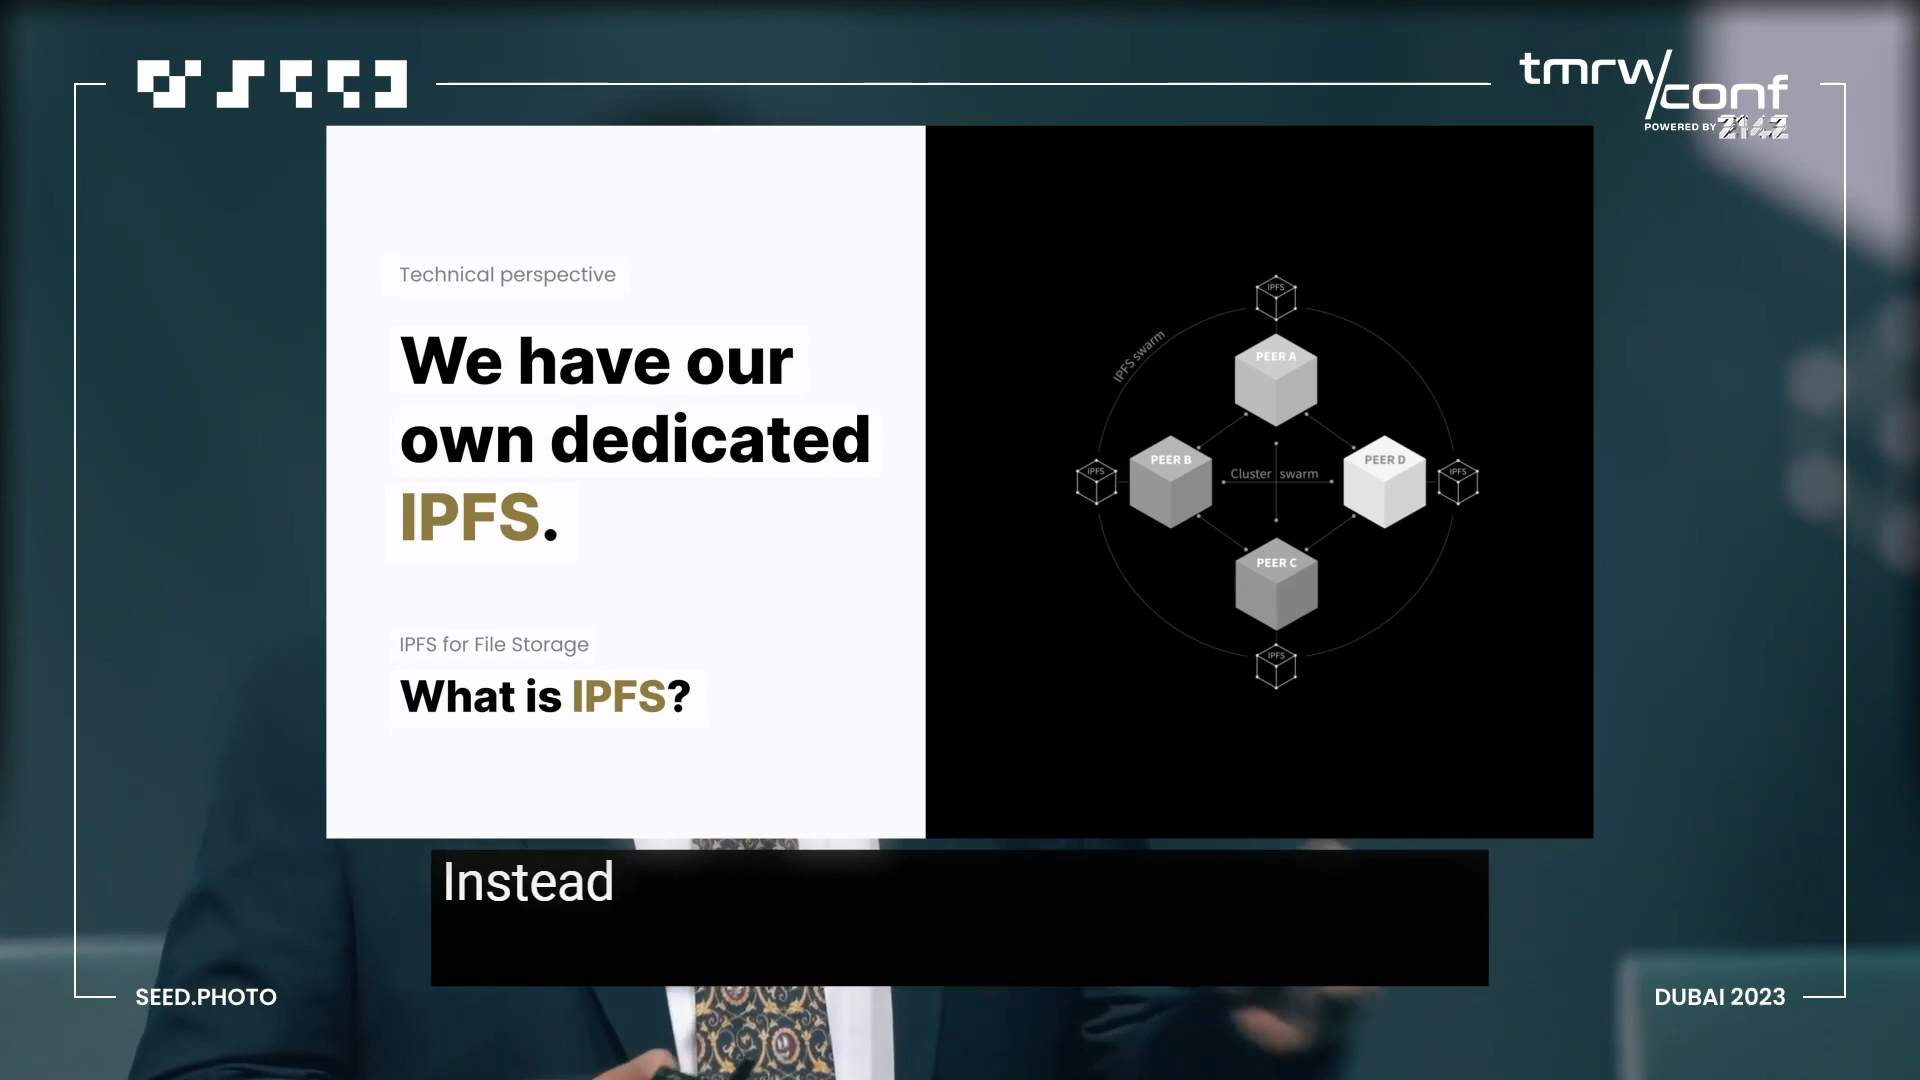 tmrw/conf
POWERED BY 2142
Technical perspective
We have our
own dedicated
IPFS.
IPFS for File Storage
What is IPFS?
IPFS
IPFS swarm
PEER A
PEER B
PEER D
IPFS
IPFS
Cluster swarm
PEER C
IPFS
Instead
SEED.PHOTO
DUBAI 2023